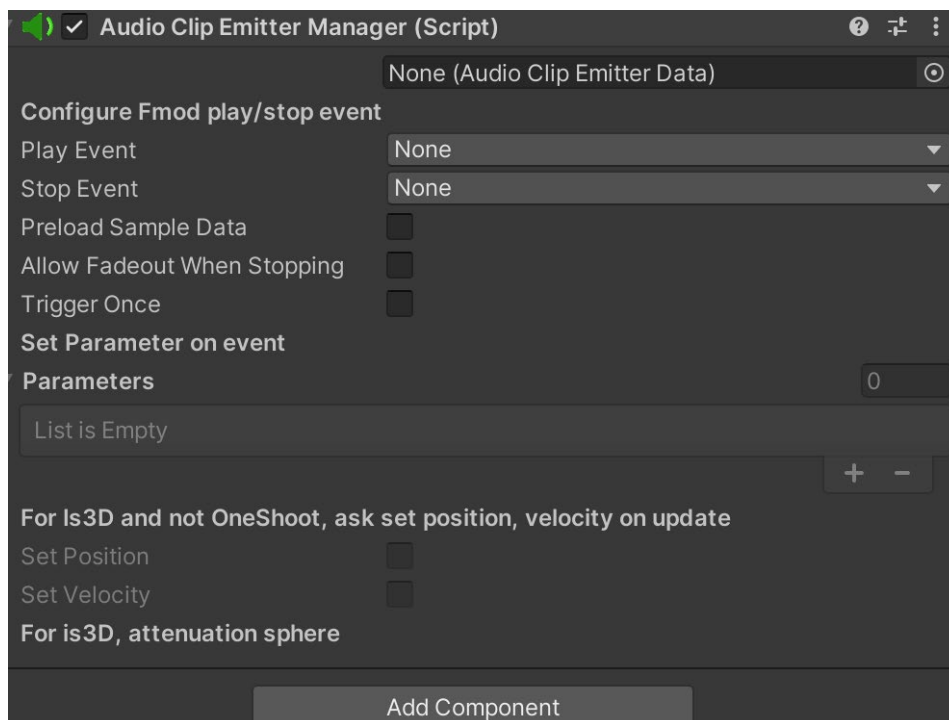 Audio Clip Emitter Manager (Script)
None (Audio Clip Emitter Data)
Configure Fmod play/stop event
Play Event None
Stop Event None
Preload Sample Data
Allow Fadeout When Stopping
Trigger Once
Set Parameter on event
Parameters 0
List is Empty
+ −
For Is3D and not OneShoot, ask set position, velocity on update
Set Position
Set Velocity
For is3D, attenuation sphere
Add Component